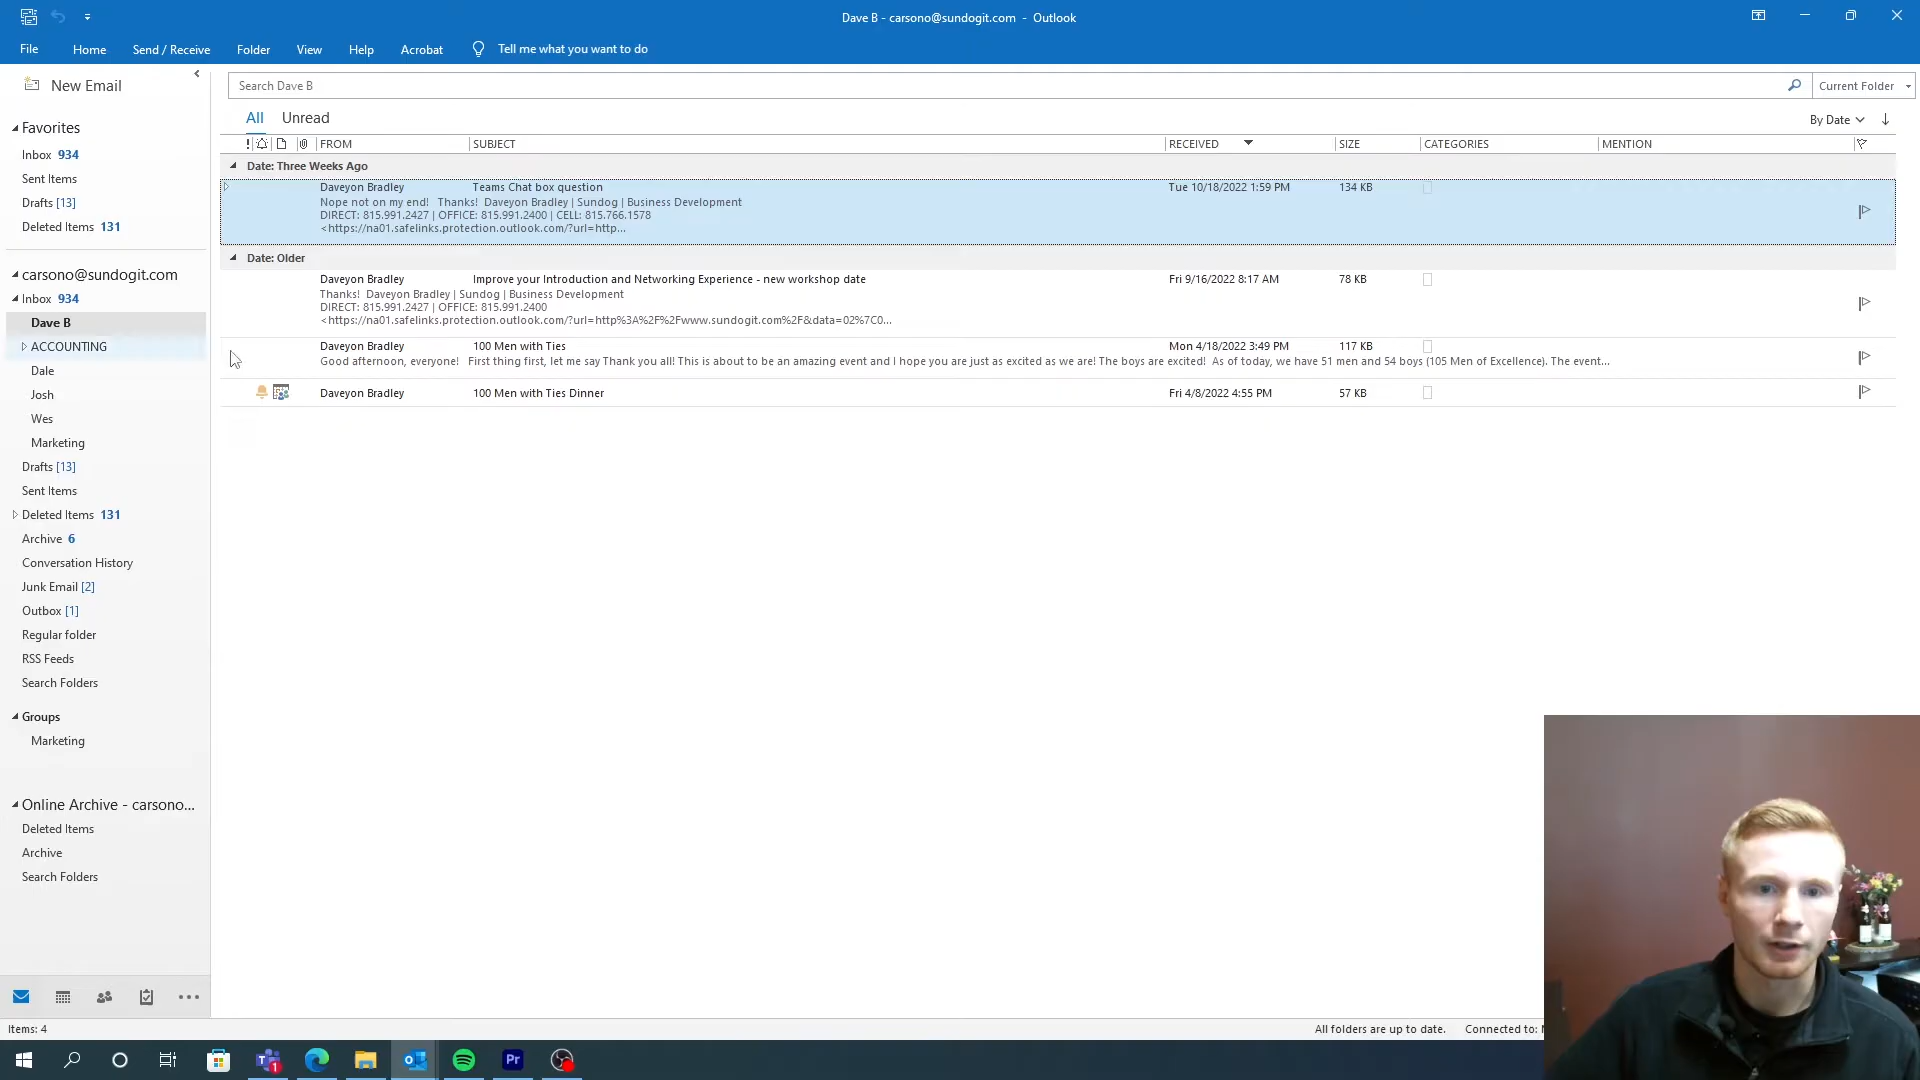 Dave B - carsono@sundogit.com - Outlook
File Home Send / Receive Folder View Help Acrobat Tell me what you want to do
New Email
Search Dave B
Current Folder
Favorites
All Unread
By Date
! FROM SUBJECT RECEIVED SIZE CATEGORIES MENTION
Inbox 934
Sent Items
Drafts [13]
Deleted Items 131
carsono@sundogit.com
Inbox 934
Dave B
ACCOUNTING
Dale
Josh
Wes
Marketing
Drafts [13]
Sent Items
Deleted Items 131
Archive 6
Conversation History
Junk Email [2]
Outbox [1]
Regular folder
RSS Feeds
Search Folders
Groups
Marketing
Online Archive - carsono...
Deleted Items
Archive
Search Folders
Date: Three Weeks Ago
Daveyon Bradley Teams Chat box question Tue 10/18/2022 1:59 PM 134 KB
Nope not on my end! Thanks! Daveyon Bradley | Sundog | Business Development
DIRECT: 815.991.2427 | OFFICE: 815.991.2400 | CELL: 815.766.1578
<https://na01.safelinks.protection.outlook.com/?url=http...
Date: Older
Daveyon Bradley Improve your Introduction and Networking Experience - new workshop date Fri 9/16/2022 8:17 AM 78 KB
Thanks! Daveyon Bradley | Sundog | Business Development
DIRECT: 815.991.2427 | OFFICE: 815.991.2400
<https://na01.safelinks.protection.outlook.com/?url=http%3A%2F%2Fwww.sundogit.com%2F&data=02%7C0...
Daveyon Bradley 100 Men with Ties Mon 4/18/2022 3:49 PM 117 KB
Good afternoon, everyone! First thing first, let me say Thank you all! This is about to be an amazing event and I hope you are just as excited as we are! The boys are excited! As of today, we have 51 men and 54 boys (105 Men of Excellence). The event...
Daveyon Bradley 100 Men with Ties Dinner Fri 4/8/2022 4:55 PM 57 KB
Items: 4
All folders are up to date. Connected to:
T 1 Pr